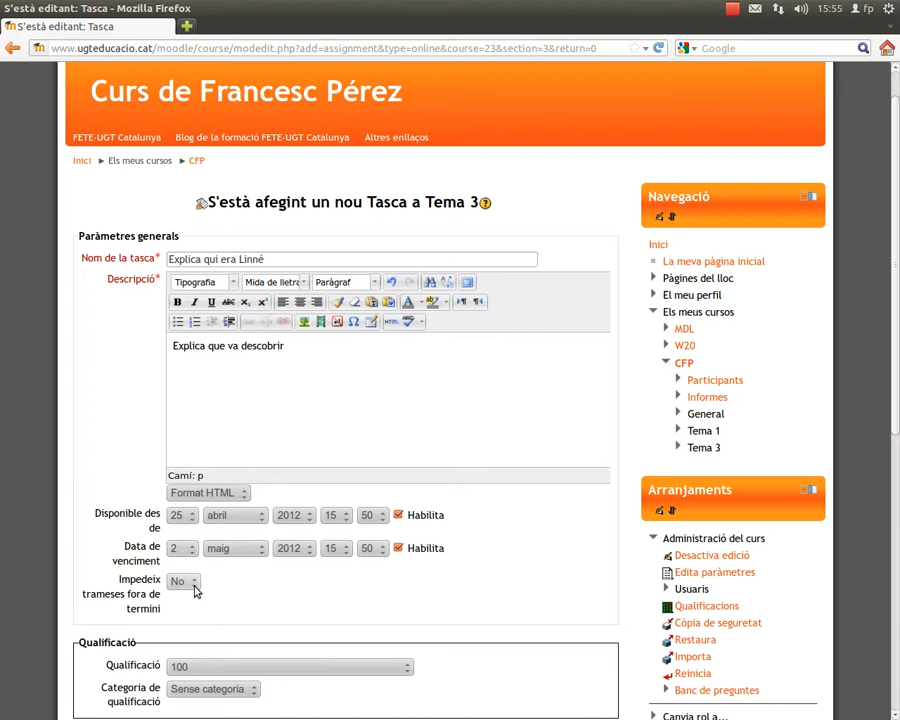 S'està editant: Tasca - Mozilla Firefox
15:55 fp
S'està editant: Tasca
www.ugteducacio.cat/moodle/course/modedit.php?add=assignment&type=online&course=23&section=3&return=0
Google
Curs de Francesc Pérez
FETE-UGT Catalunya Blog de la formació FETE-UGT Catalunya Altres enllaços
Inici ► Els meus cursos ► CFP
S'està afegint un nou Tasca a Tema 3
Paràmetres generals
Nom de la tasca* Explica qui era Linné
Descripció*
Tipografia Mida de lletra Paràgraf
B I U ABC X₂ X²
HTML
Explica que va descobrir
Camí: p
Format HTML
Disponible des de 25 abril 2012 15 50 Habilita
Data de venciment 2 maig 2012 15 50 Habilita
Impedeix trameses fora de termini No
Qualificació
Qualificació 100
Categoria de qualificació Sense categoria
Navegació
Inici
La meva pàgina inicial
Pàgines del lloc
El meu perfil
Els meus cursos
MDL
W20
CFP
Participants
Informes
General
Tema 1
Tema 3
Arranjaments
Administració del curs
Desactiva edició
Edita paràmetres
Usuaris
Qualificacions
Còpia de seguretat
Restaura
Importa
Reinicia
Banc de preguntes
Canvia rol a...